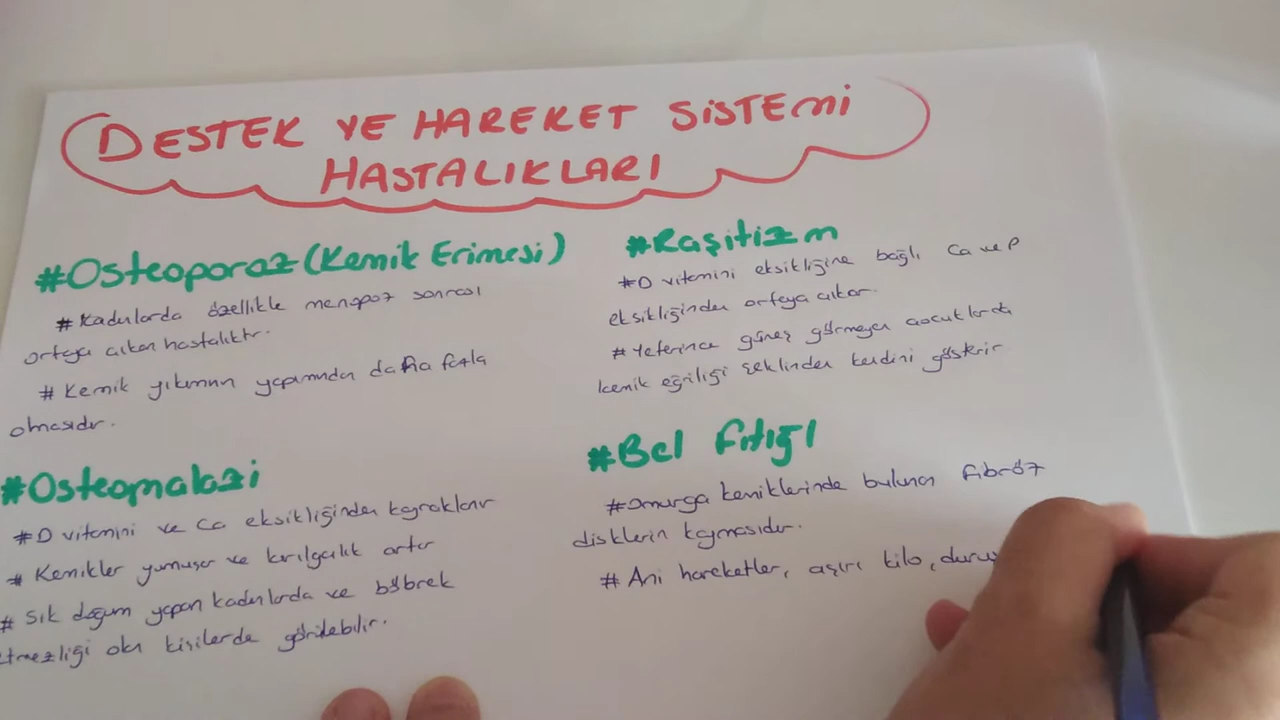 DESTEK VE HAREKET SİSTEMİ
HASTALIKLARI
#Osteoporoz (Kemik Erimesi)
# Kadınlarda özellikle menopoz sonrası
ortaya çıkan hastalıktır.
# Kemik yıkımının yapımından daha fazla
olmasıdır.
#Osteomalazi
# D vitamini ve Ca eksikliğinden kaynaklanır
# Kemikler yumuşar ve kırılganlık artar
# Sık doğum yapan kadınlarda ve böbrek
etmezliği olan kişilerde görülebilir.
#Raşitizm
#D vitamini eksikliğine bağlı Ca ve P
eksikliğinden ortaya çıkar.
# Yeterince güneş görmeyen çocuklarda
kemik eğriliği şeklinden kendini gösterir
#Bel fıtığı
#Omurga kemiklerinde bulunan fibröz
disklerin kaymasıdır.
# Ani hareketler, aşırı kilo, duruş